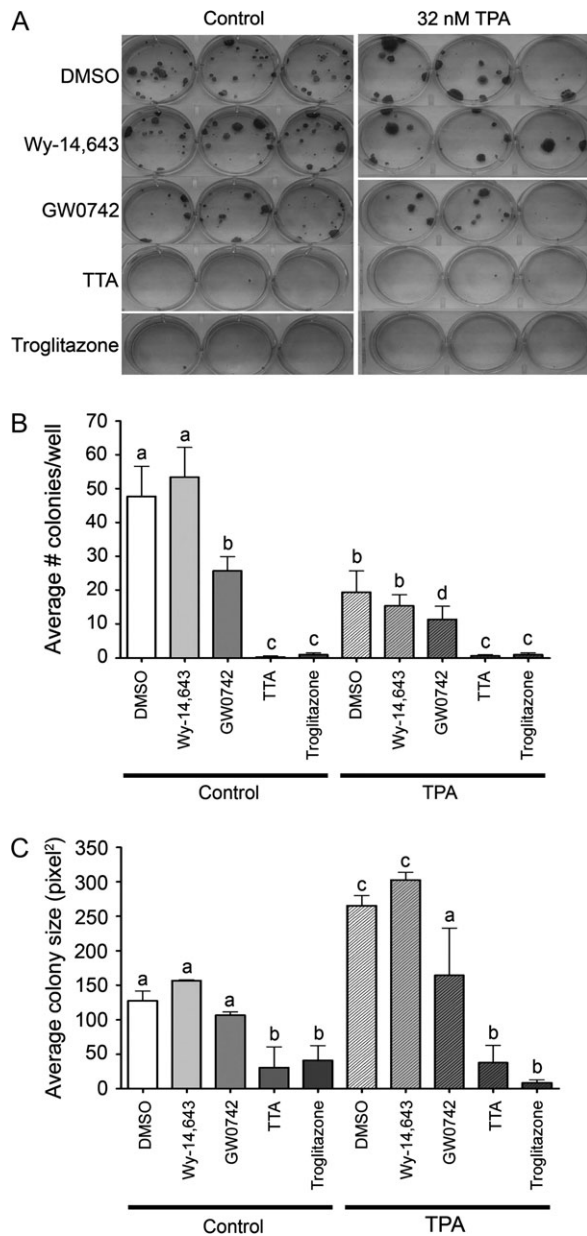 A
Control
32 nM TPA
DMSO
Wy-14,643
GW0742
TTA
Troglitazone
B
Average # colonies/well
70
60
50
40
30
20
10
0
a
a
b
c
c
b
b
d
c
c
DMSO
Wy-14,643
GW0742
TTA
Troglitazone
DMSO
Wy-14,643
GW0742
TTA
Troglitazone
Control
TPA
C
Average colony size (pixel²)
350
300
250
200
150
100
50
0
a
a
a
b
b
c
c
a
b
b
DMSO
Wy-14,643
GW0742
TTA
Troglitazone
DMSO
Wy-14,643
GW0742
TTA
Troglitazone
Control
TPA